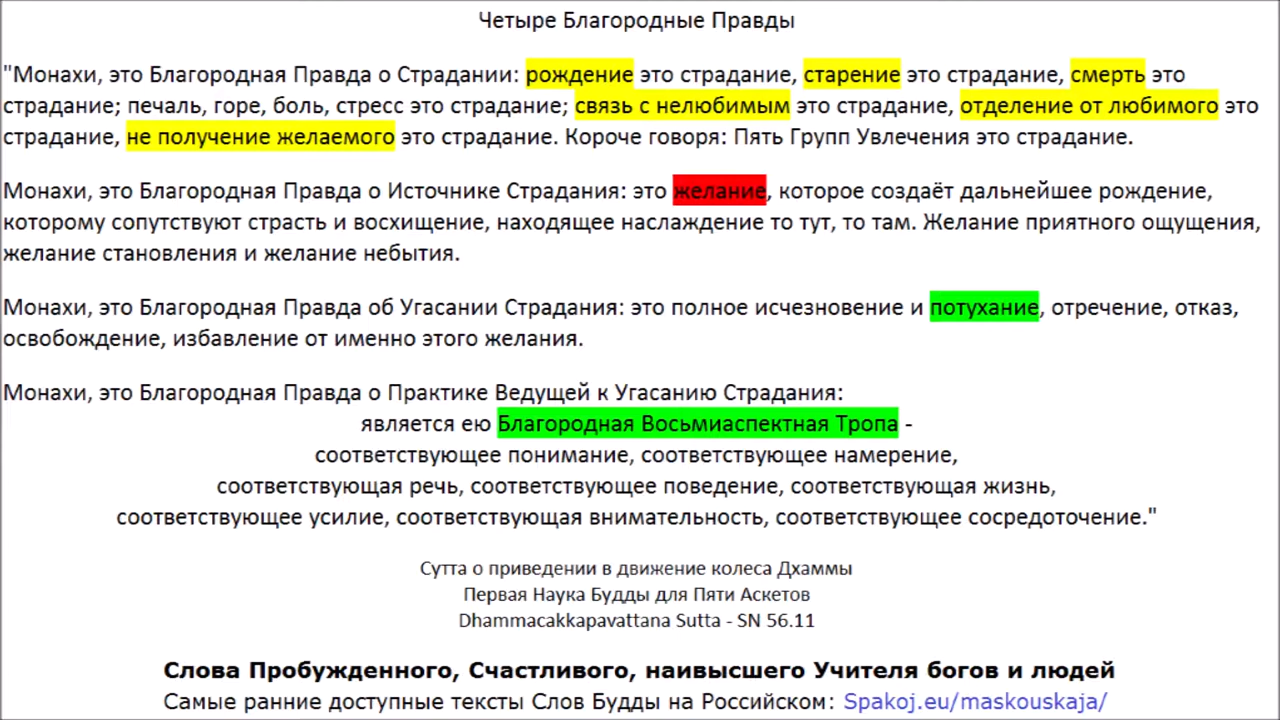 Четыре Благородные Правды
"Монахи, это Благородная Правда о Страдании: рождение это страдание, старение это страдание, смерть это
страдание; печаль, горе, боль, стресс это страдание; связь с нелюбимым это страдание, отделение от любимого это
страдание, не получение желаемого это страдание. Короче говоря: Пять Групп Увлечения это страдание.
Монахи, это Благородная Правда о Источнике Страдания: это желание, которое создаёт дальнейшее рождение,
которому сопутствуют страсть и восхищение, находящее наслаждение то тут, то там. Желание приятного ощущения,
желание становления и желание небытия.
Монахи, это Благородная Правда об Угасании Страдания: это полное исчезновение и потухание, отречение, отказ,
освобождение, избавление от именно этого желания.
Монахи, это Благородная Правда о Практике Ведущей к Угасанию Страдания:
является ею Благородная Восьмиаспектная Тропа -
соответствующее понимание, соответствующее намерение,
соответствующая речь, соответствующее поведение, соответствующая жизнь,
соответствующее усилие, соответствующая внимательность, соответствующее сосредоточение."
Сутта о приведении в движение колеса Дхаммы
Первая Наука Будды для Пяти Аскетов
Dhammacakkapavattana Sutta - SN 56.11
Слова Пробужденного, Счастливого, наивысшего Учителя богов и людей
Самые ранние доступные тексты Слов Будды на Российском: Spakoj.eu/maskouskaja/